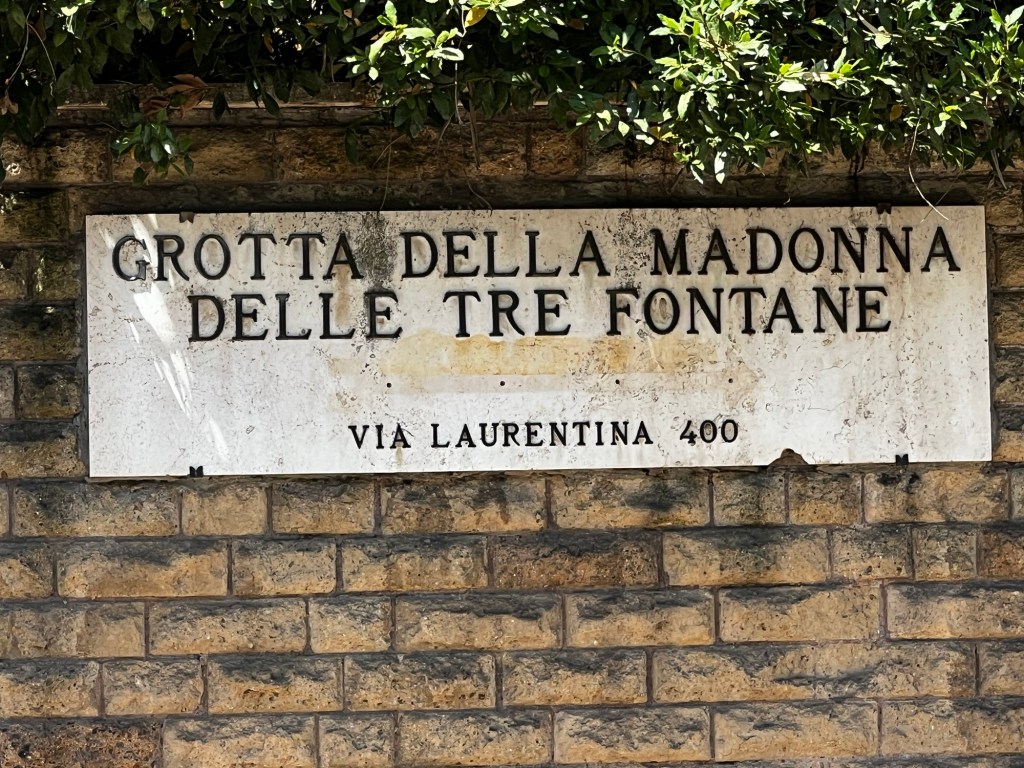 GROTTA DELLA MADONNA
DELLE TRE FONTANE
VIA LAURENTINA 400